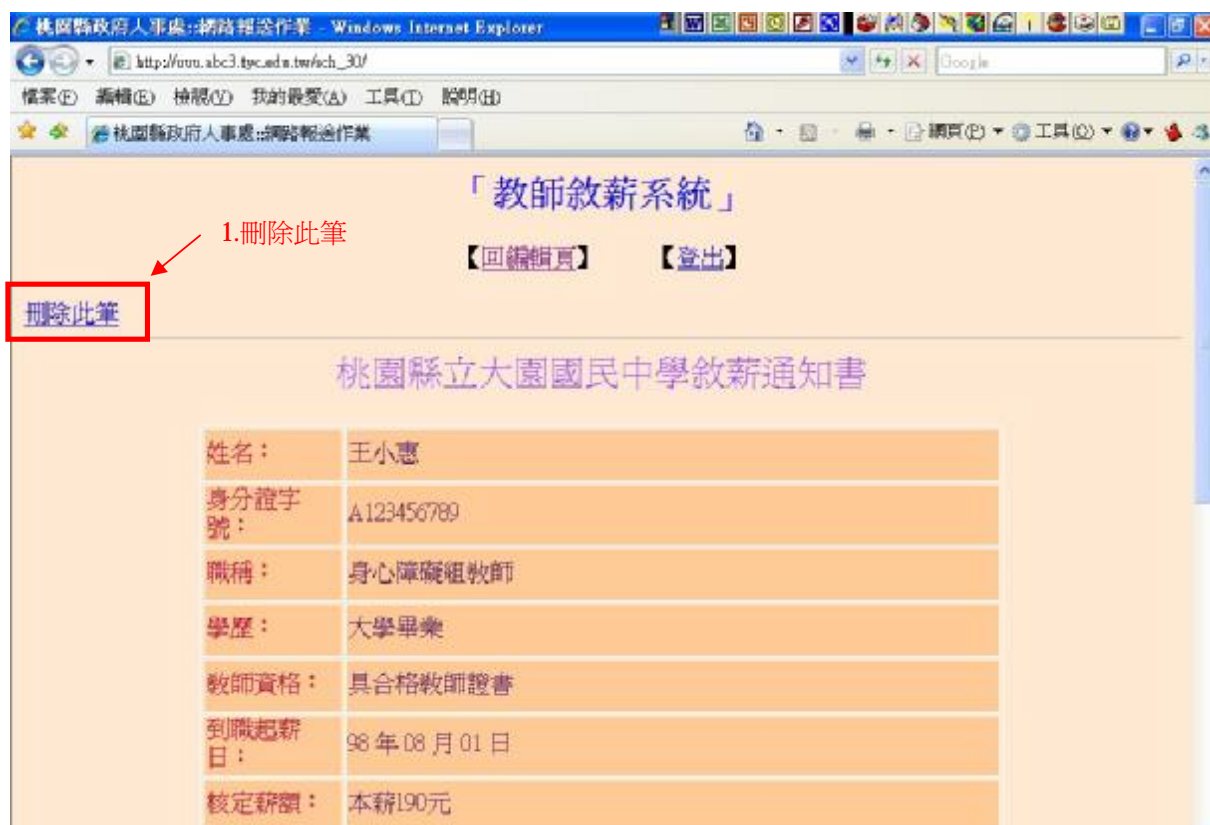 桃園縣政府人事處::網路報送作業 - Windows Internet Explorer
Google
檔案(F) 編輯(E) 檢視(V) 我的最愛(A) 工具(T) 說明(H)
桃園縣政府人事處::網路報送作業
網頁(P) 工具(O)
「教師敘薪系統」
1.刪除此筆
【回編輯頁】 【登出】
刪除此筆
桃園縣立大園國民中學敘薪通知書
姓名： 王小惠
身分證字號： A123456789
職稱： 身心障礙組教師
學歷： 大學畢業
教師資格： 具合格教師證書
到職起薪日： 98 年 08 月 01 日
核定薪額： 本薪190元